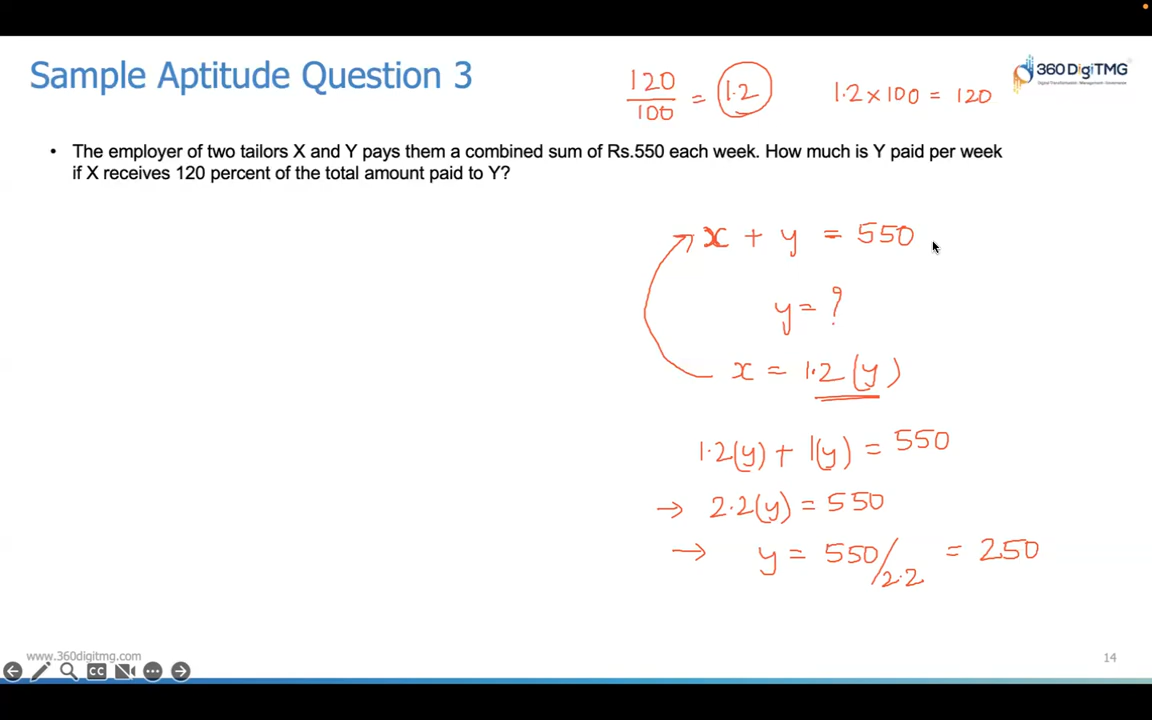 Sample Aptitude Question 3
120/100 = 1.2
1.2 × 100 = 120
360DigiTMG
• The employer of two tailors X and Y pays them a combined sum of Rs.550 each week. How much is Y paid per week
if X receives 120 percent of the total amount paid to Y?
x + y = 550
y = ?
x = 1.2 (y)
1.2(y) + 1(y) = 550
→ 2.2(y) = 550
→ y = 550/2.2 = 250
www.360digitmg.com
14
CC